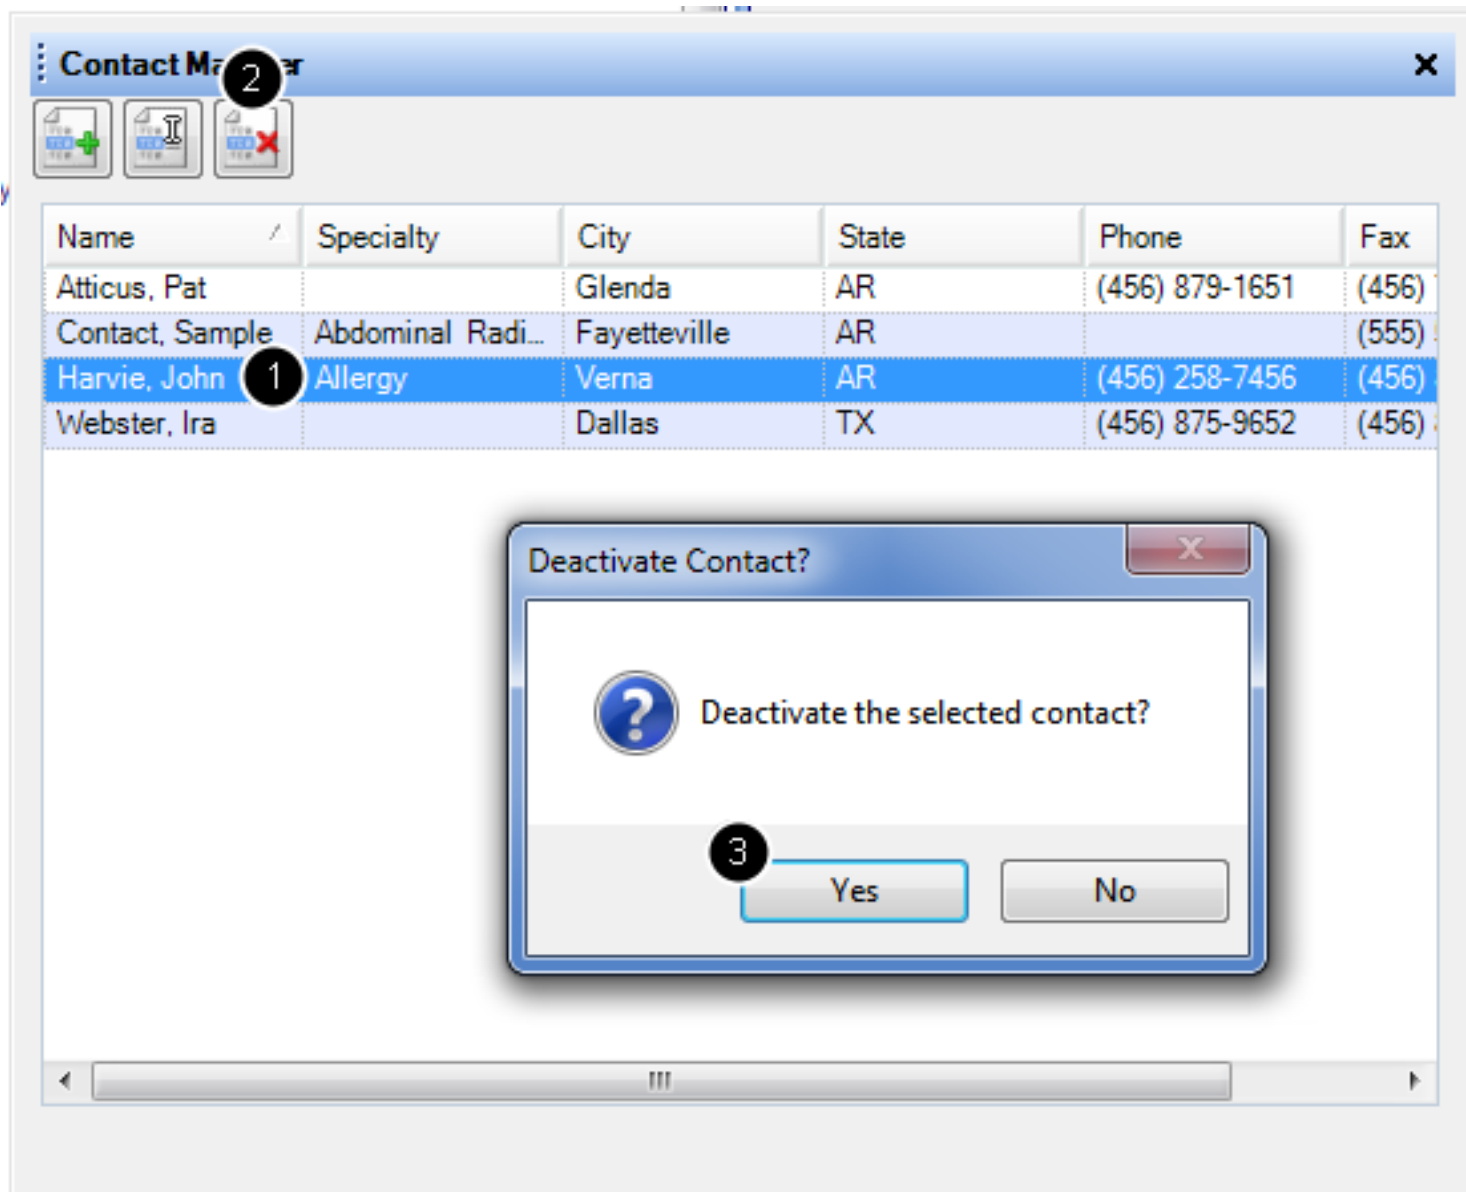 Contact Ma er
2
Name Specialty City State Phone Fax
Atticus, Pat Glenda AR (456) 879-1651 (456)
Contact, Sample Abdominal Radi... Fayetteville AR (555)
Harvie, John 1 Allergy Verna AR (456) 258-7456 (456)
Webster, Ira Dallas TX (456) 875-9652 (456)
Deactivate Contact?
Deactivate the selected contact?
3
Yes No